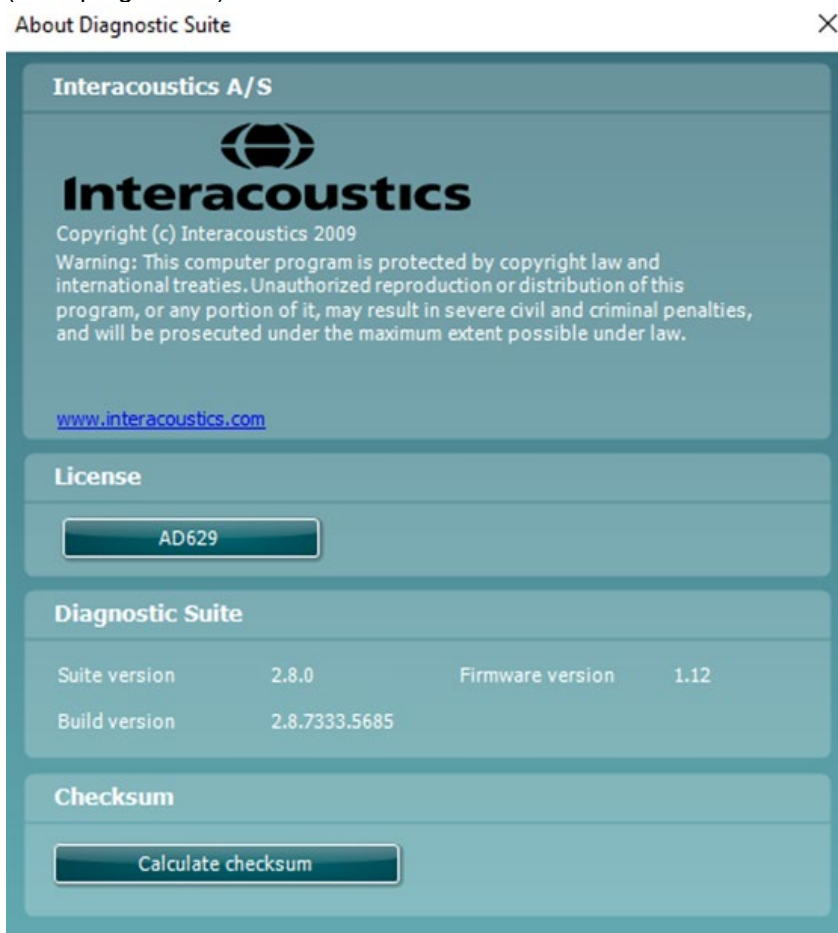 About Diagnostic Suite
Interacoustics A/S
Interacoustics
Copyright (c) Interacoustics 2009
Warning: This computer program is protected by copyright law and
international treaties. Unauthorized reproduction or distribution of this
program, or any portion of it, may result in severe civil and criminal penalties,
and will be prosecuted under the maximum extent possible under law.
www.interacoustics.com
License
AD629
Diagnostic Suite
Suite version 2.8.0 Firmware version 1.12
Build version 2.8.7333.5685
Checksum
Calculate checksum